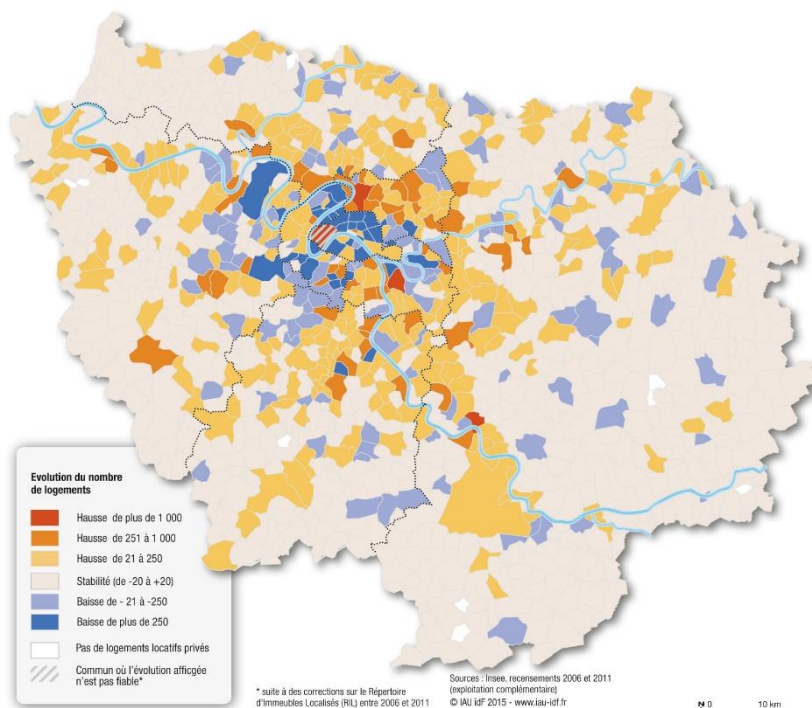 Evolution du nombre
de logements
Hausse de plus de 1 000
Hausse de 251 à 1 000
Hausse de 21 à 250
Stabilité (de -20 à +20)
Baisse de - 21 à -250
Baisse de plus de 250
Pas de logements locatifs privés
Commun où l'évolution afficgée
n'est pas fiable*
* suite à des corrections sur le Répertoire
d'Immeubles Localisés (RIL) entre 2006 et 2011
Sources : Insee, recensements 2006 et 2011
(exploitation complémentaire)
© IAU îdF 2015 - www.iau-idf.fr
N 0 10 km